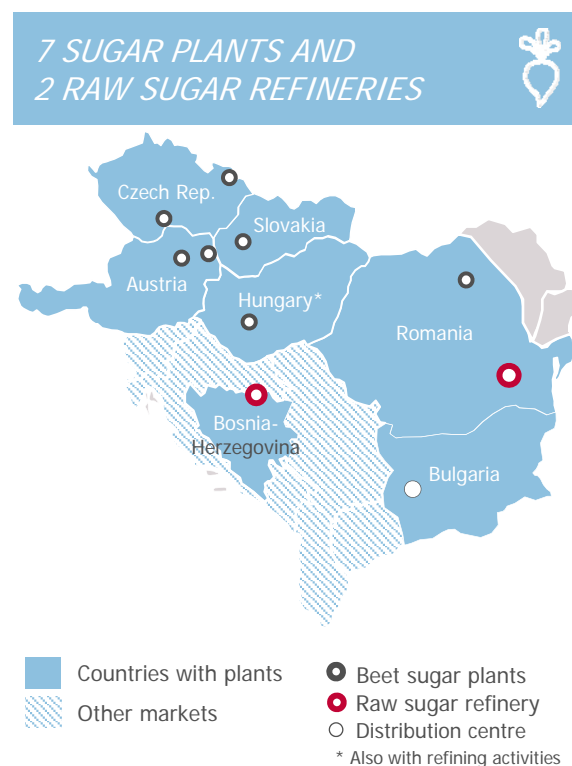 7 SUGAR PLANTS AND
2 RAW SUGAR REFINERIES
Czech Rep.
Slovakia
Austria
Hungary*
Romania
Bosnia-
Herzegovina
Bulgaria
Countries with plants
Other markets
Beet sugar plants
Raw sugar refinery
Distribution centre
* Also with refining activities